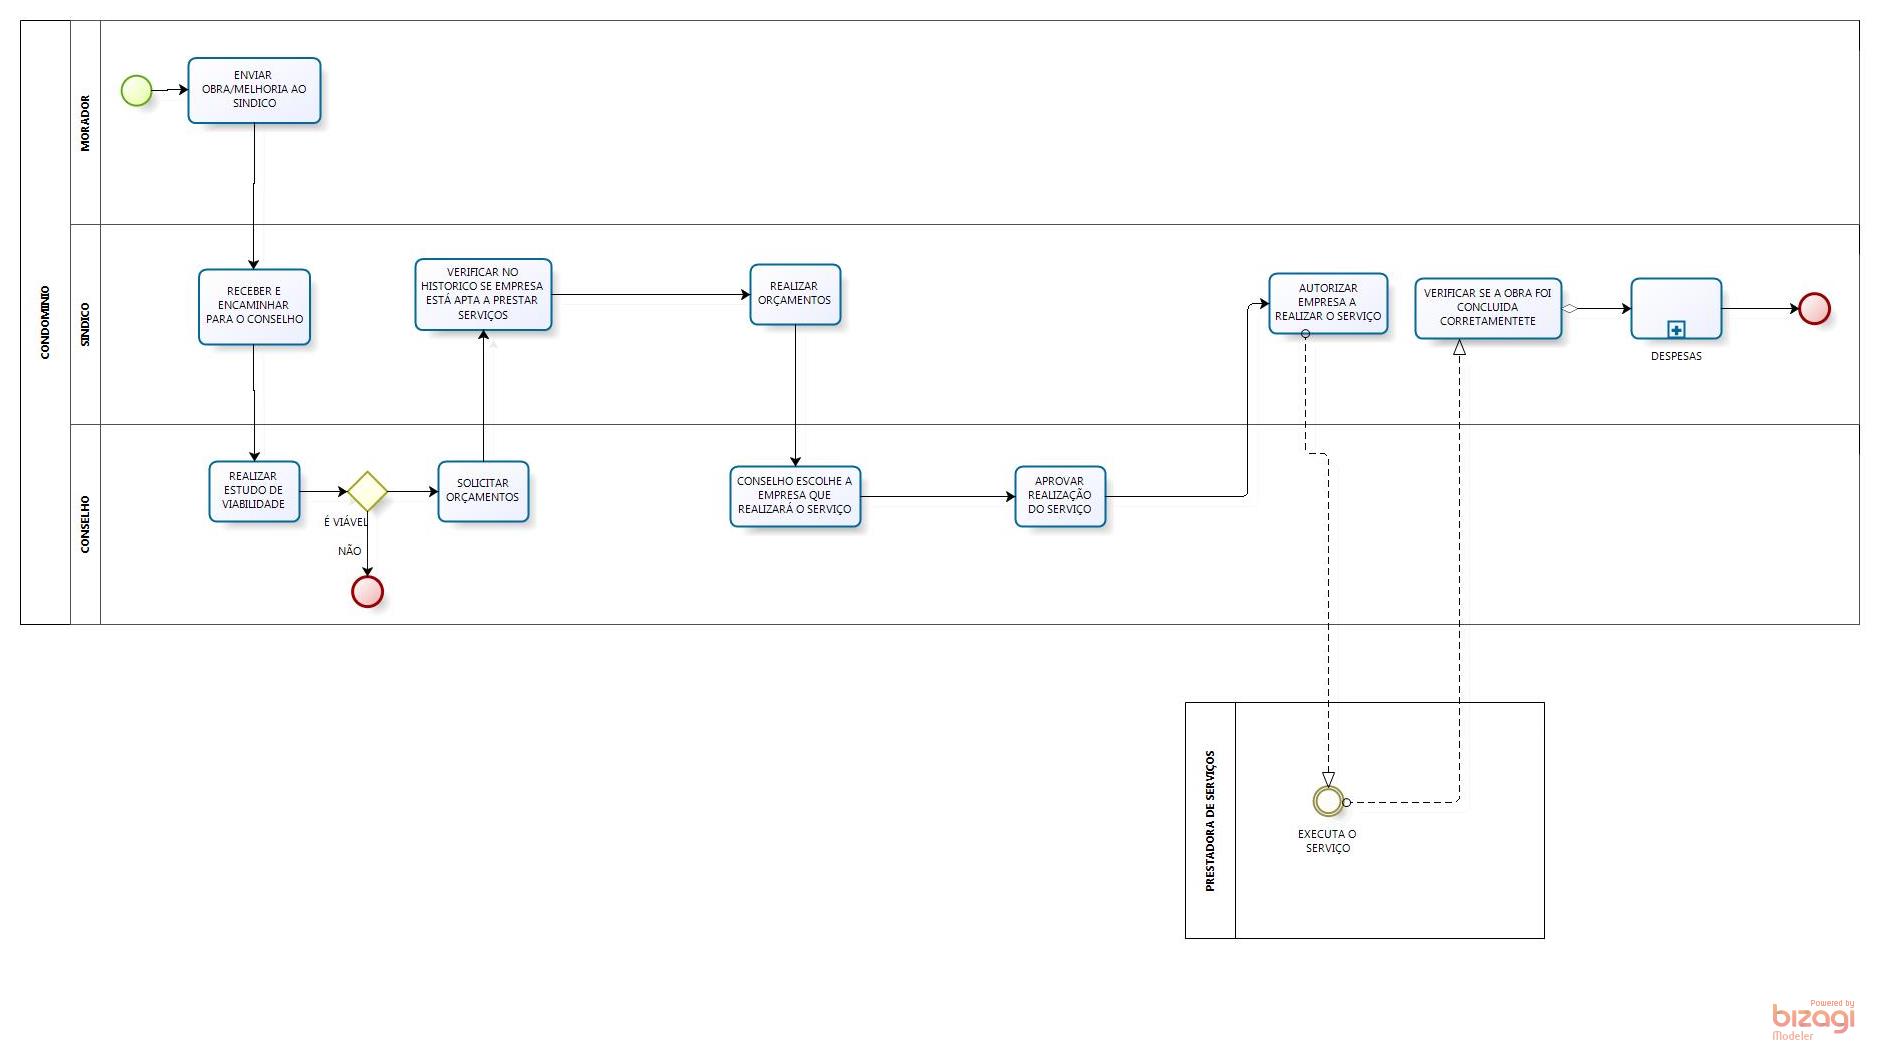 CONDOMINIO
MORADOR
ENVIAR
OBRA/MELHORIA AO
SINDICO
SINDICO
RECEBER E
ENCAMINHAR
PARA O CONSELHO
VERIFICAR NO
HISTORICO SE EMPRESA
ESTÁ APTA A PRESTAR
SERVIÇOS
REALIZAR
ORÇAMENTOS
AUTORIZAR
EMPRESA A
REALIZAR O SERVIÇO
VERIFICAR SE A OBRA FOI
CONCLUIDA
CORRETAMENTETE
DESPESAS
CONSELHO
REALIZAR
ESTUDO DE
VIABILIDADE
É VIÁVEL
NÃO
SOLICITAR
ORÇAMENTOS
CONSELHO ESCOLHE A
EMPRESA QUE
REALIZARÁ O SERVIÇO
APROVAR
REALIZAÇÃO
DO SERVIÇO
PRESTADORA DE SERVIÇOS
EXECUTA O
SERVIÇO
Powered by
bizagi
Modeler